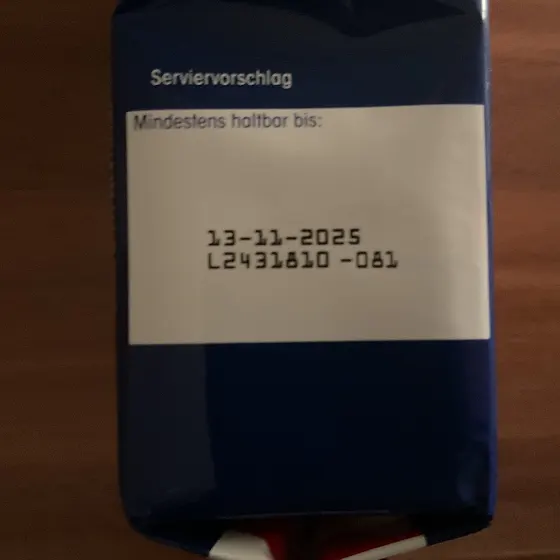 Serviervorschlag
Mindestens haltbar bis:
13-11-2025
L2431810 -081